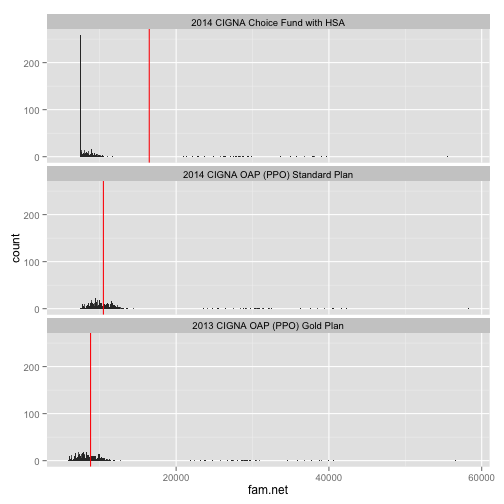 2014 CIGNA Choice Fund with HSA
200
100
0
2014 CIGNA OAP (PPO) Standard Plan
200
100
0
count
2013 CIGNA OAP (PPO) Gold Plan
200
100
0
20000 40000 60000
fam.net